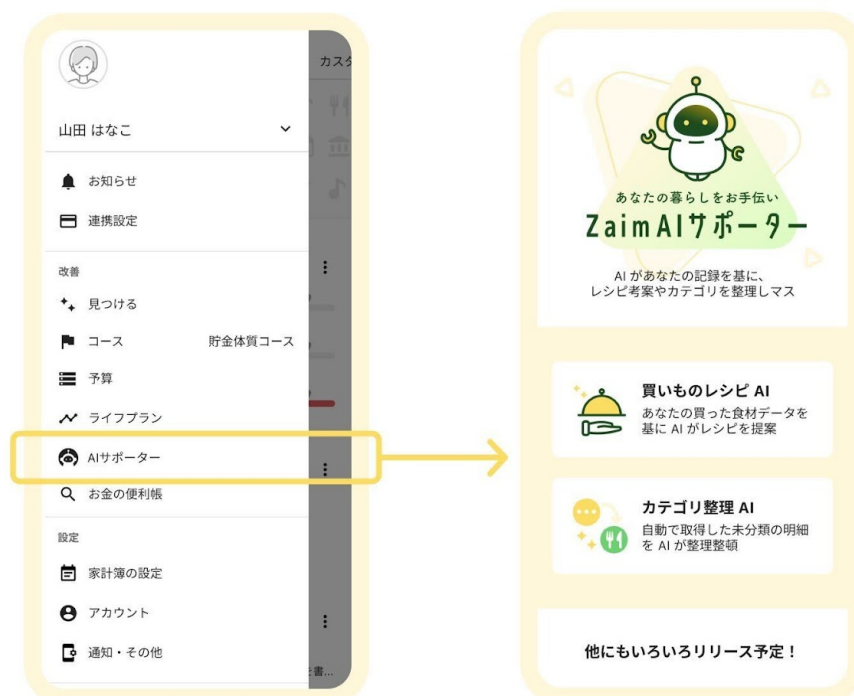 山田 はなこ
お知らせ
連携設定
改善
見つける
コース 貯金体質コース
予算
ライフプラン
AIサポーター
お金の便利帳
設定
家計簿の設定
アカウント
通知・その他
カスタ
書...
あなたの暮らしをお手伝い
ZaimAIサポーター
AI があなたの記録を基に、
レシピ考案やカテゴリを整理しマス
買いものレシピ AI
あなたの買った食材データを
基に AI がレシピを提案
カテゴリ整理 AI
自動で取得した未分類の明細
を AI が整理整頓
他にもいろいろリリース予定！